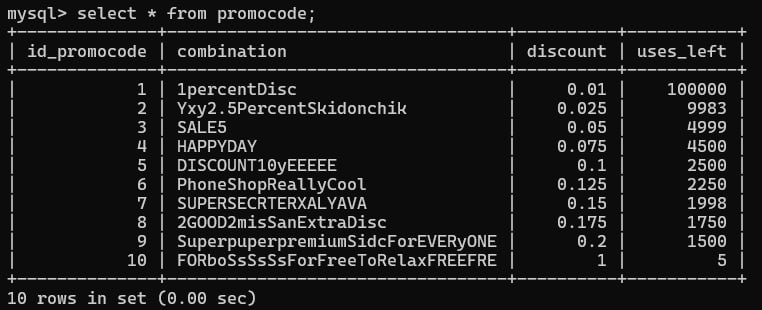 mysql> select * from promocode;
+--------------+-------------------------------+----------+-----------+
| id_promocode | combination                   | discount | uses_left |
+--------------+-------------------------------+----------+-----------+
|            1 | 1percentDisc                  |     0.01 |    100000 |
|            2 | Yxy2.5PercentSkidonchik       |    0.025 |      9983 |
|            3 | SALE5                         |     0.05 |      4999 |
|            4 | HAPPYDAY                      |    0.075 |      4500 |
|            5 | DISCOUNT10yEEEEE              |      0.1 |      2500 |
|            6 | PhoneShopReallyCool           |    0.125 |      2250 |
|            7 | SUPERSECRTERXALYAVA           |     0.15 |      1998 |
|            8 | 2GOOD2misSanExtraDisc         |    0.175 |      1750 |
|            9 | SuperpuperpremiumSidcForEVERyONE |      0.2 |      1500 |
|           10 | FORboSsSsSsForFreeToRelaxFREEFRE |        1 |         5 |
+--------------+-------------------------------+----------+-----------+
10 rows in set (0.00 sec)